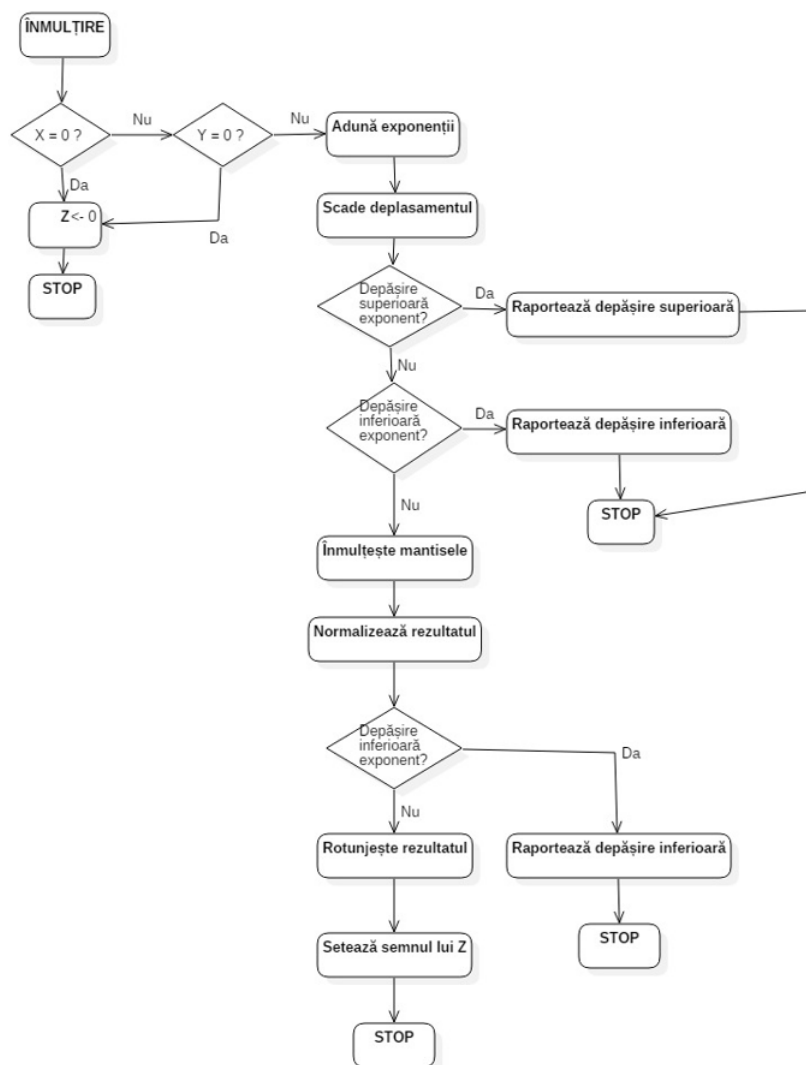 ÎNMULȚIRE
X = 0 ?
Nu
Y = 0 ?
Nu
Adună exponenții
Da
Z<- 0
Da
STOP
Scade deplasamentul
Depășire
superioară
exponent?
Da
Raportează depășire superioară
Nu
Depășire
inferioară
exponent?
Da
Raportează depășire inferioară
STOP
Nu
Înmulțește mantisele
Normalizează rezultatul
Depășire
inferioară
exponent?
Da
Nu
Rotunjește rezultatul
Raportează depășire inferioară
Setează semnul lui Z
STOP
STOP